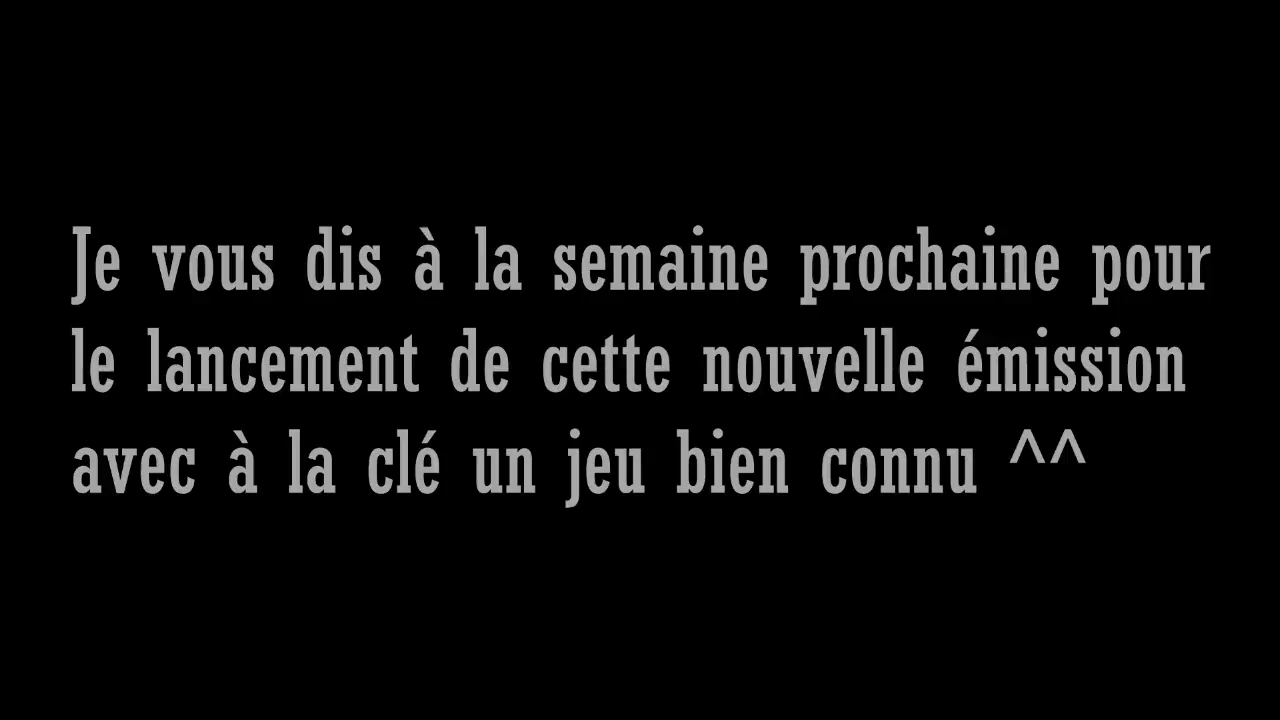 Je vous dis à la semaine prochaine pour
le lancement de cette nouvelle émission
avec à la clé un jeu bien connu ^^